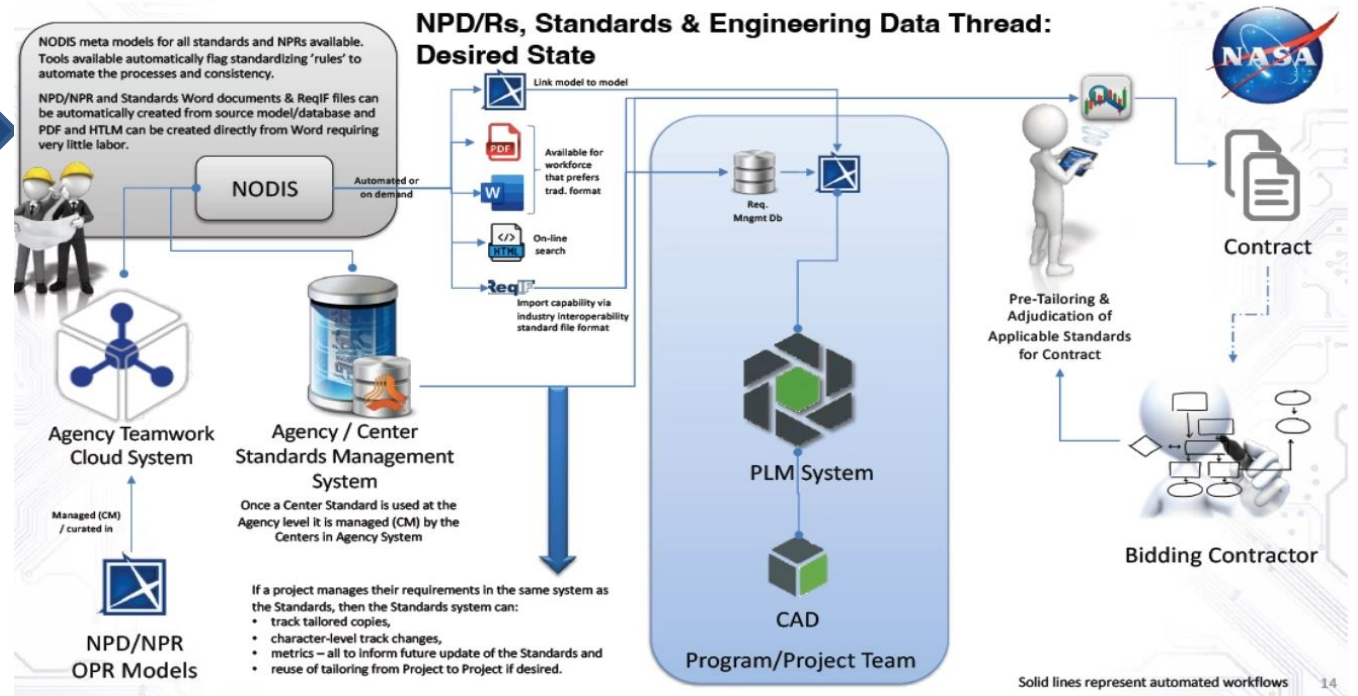 NPD/Rs, Standards & Engineering Data Thread:
Desired State
NASA
NODIS meta models for all standards and NPRs available.
Tools available automatically flag standardizing 'rules' to
automate the processes and consistency.
NPD/NPR and Standards Word documents & ReqIF files can
be automatically created from source model/database and
PDF and HTLM can be created directly from Word requiring
very little labor.
NODIS
Automated or
on demand
Link model to model
PDF
W
Available for
workforce
that prefers
trad. format
</>
HTML
On-line
search
ReqIF
Import capability via
industry interoperability
standard file format
Agency Teamwork
Cloud System
Managed (CM)
/ curated in
NPD/NPR
OPR Models
Agency / Center
Standards Management
System
Once a Center Standard is used at the
Agency level it is managed (CM) by the
Centers in Agency System
If a project manages their requirements in the same system as
the Standards, then the Standards system can:
• track tailored copies,
• character-level track changes,
• metrics – all to inform future update of the Standards and
• reuse of tailoring from Project to Project if desired.
Req.
Mngmt Db
PLM System
CAD
Program/Project Team
Pre-Tailoring &
Adjudication of
Applicable Standards
for Contract
Contract
Bidding Contractor
Solid lines represent automated workflows
14